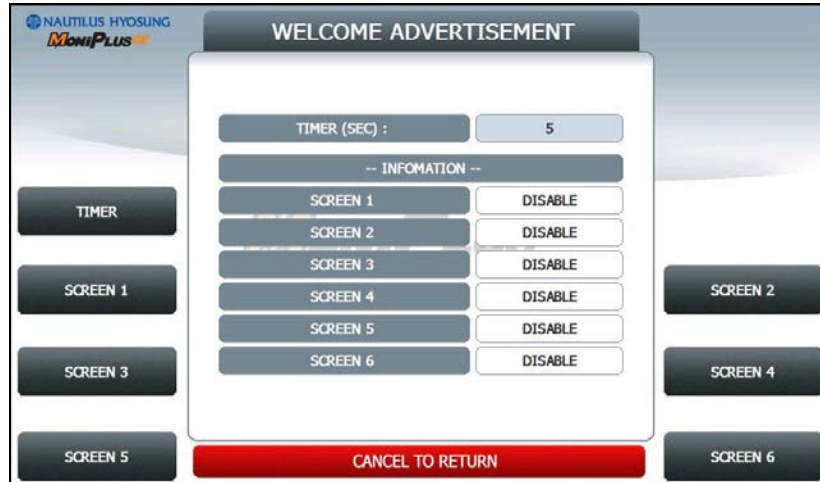 NAUTILUS HYOSUNG
MoniPlus
WELCOME ADVERTISEMENT
TIMER (SEC) : 5
-- INFOMATION --
SCREEN 1 DISABLE
SCREEN 2 DISABLE
SCREEN 3 DISABLE
SCREEN 4 DISABLE
SCREEN 5 DISABLE
SCREEN 6 DISABLE
TIMER
SCREEN 1
SCREEN 2
SCREEN 3
SCREEN 4
SCREEN 5
CANCEL TO RETURN
SCREEN 6